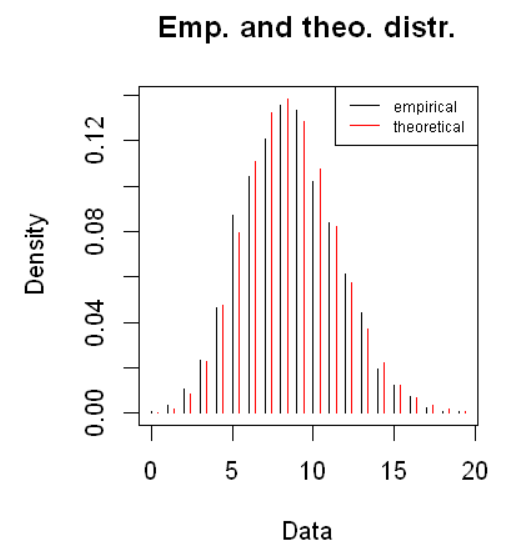 Emp. and theo. distr.
empirical
theoretical
Density
0.00
0.04
0.08
0.12
0 5 10 15 20
Data